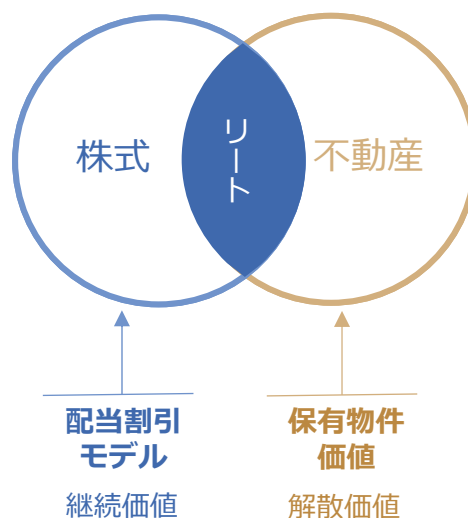 株式
リート
不動産
配当割引
モデル
継続価値
保有物件
価値
解散価値